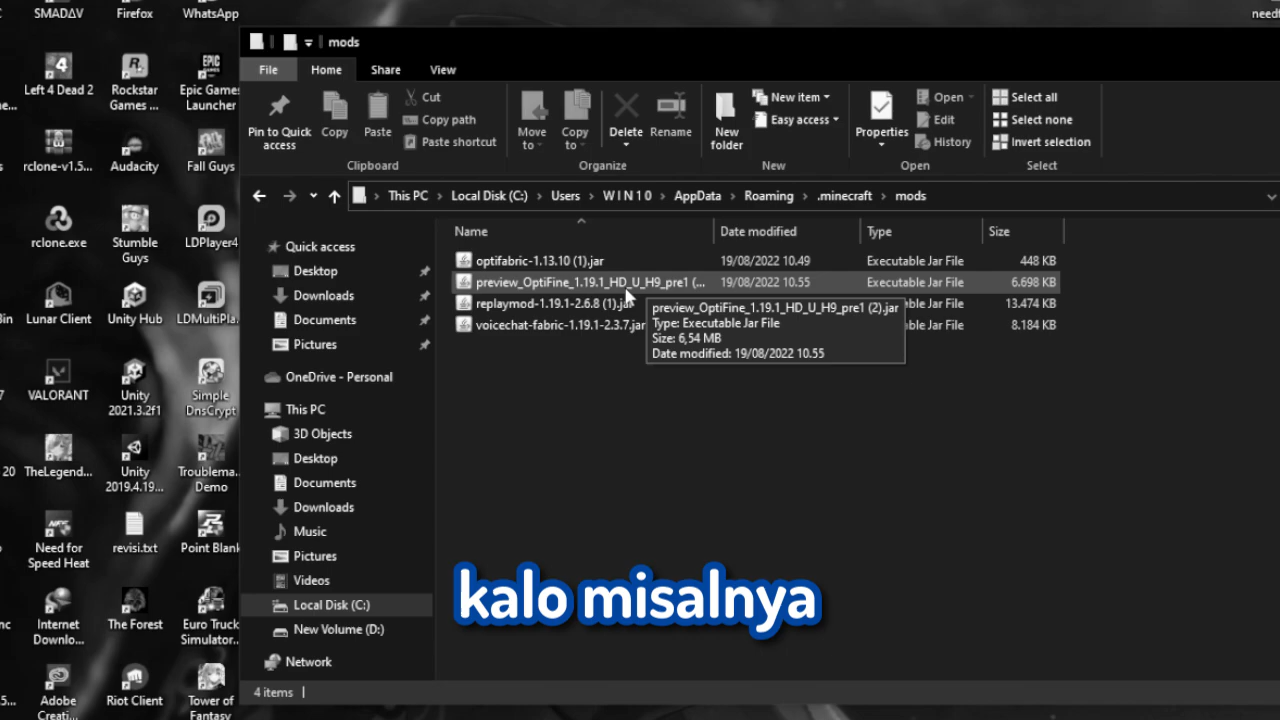 SMADΔV
Firefox
WhatsApp
Left 4 Dead 2
Rockstar
Games ...
EPIC
GAMES
Epic Games
Launcher
rclone-v1.5...
Audacity
Fall Guys
rclone.exe
Stumble
Guys
LDPlayer4
Lunar Client
Unity Hub
LDMultiPla.
VALORANT
Unity
2021.3.2f1
Simple
DnsCrypt
20
TheLegend...
Unity
2019.4.19...
Troublema.
Demo
Need for
Speed Heat
revisi.txt
Point Blank
Internet
Downlo...
The Forest
Euro Truck
Simulator..
Adobe
Creati...
Riot Client
Tower of
Fantasy
mods
File
Home
Share
View
Pin to Quick
access
Copy
Paste
Cut
Copy path
Paste shortcut
Clipboard
Move
to
Copy
to
Delete
Rename
Organize
New
folder
New item
Easy access
New
Properties
Open
Edit
History
Open
Select all
Select none
Invert selection
Select
This PC
Local Disk (C:)
Users
W I N 1 0
AppData
Roaming
.minecraft
mods
Quick access
Desktop
Downloads
Documents
Pictures
OneDrive - Personal
This PC
3D Objects
Desktop
Documents
Downloads
Music
Pictures
Videos
Local Disk (C:)
New Volume (D:)
Network
Name Date modified Type Size
optifabric-1.13.10 (1).jar 19/08/2022 10.49 Executable Jar File 448 KB
preview_OptiFine_1.19.1_HD_U_H9_pre1 (... 19/08/2022 10.55 Executable Jar File 6.698 KB
replaymod-1.19.1-2.6.8 (1).jar 13.474 KB
voicechat-fabric-1.19.1-2.3.7.jar 8.184 KB
preview_OptiFine_1.19.1_HD_U_H9_pre1 (2).jar
Type: Executable Jar File
Size: 6,54 MB
Date modified: 19/08/2022 10.55
kalo misalnya
4 items